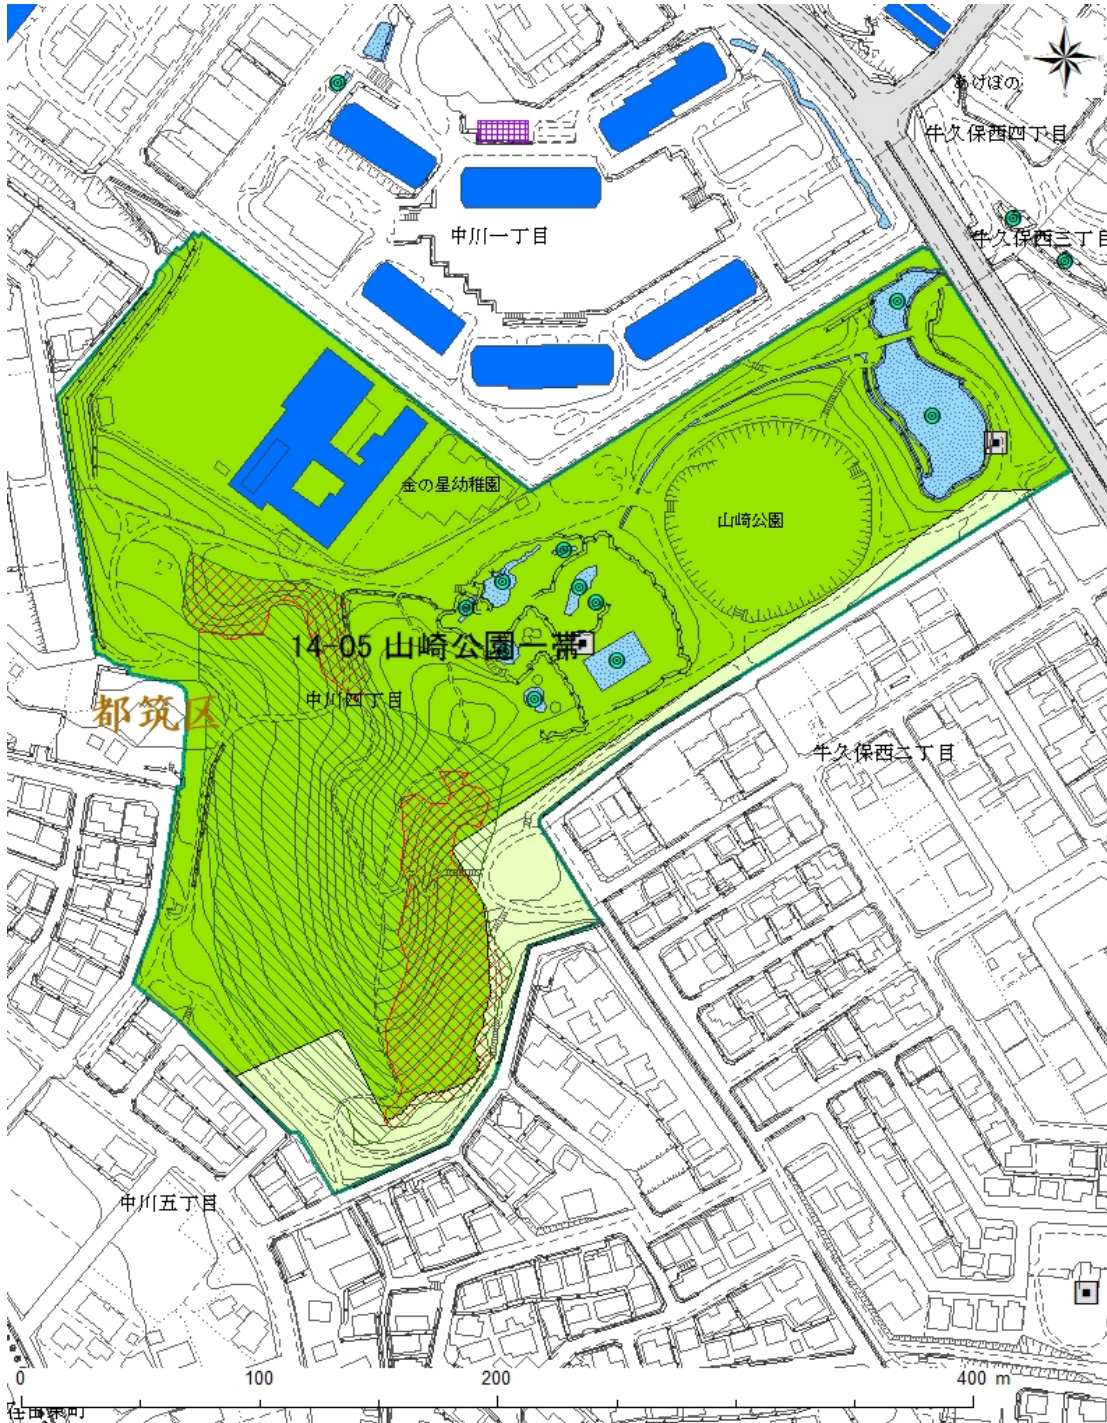 N
W
E
S
あけぼの
牛久保西四丁目
牛久保西三丁目
中川一丁目
金の星幼稚園
山崎公園
14-05 山崎公園一帯
中川四丁目
都筑区
牛久保西二丁目
中川五丁目
0 100 200 400 m